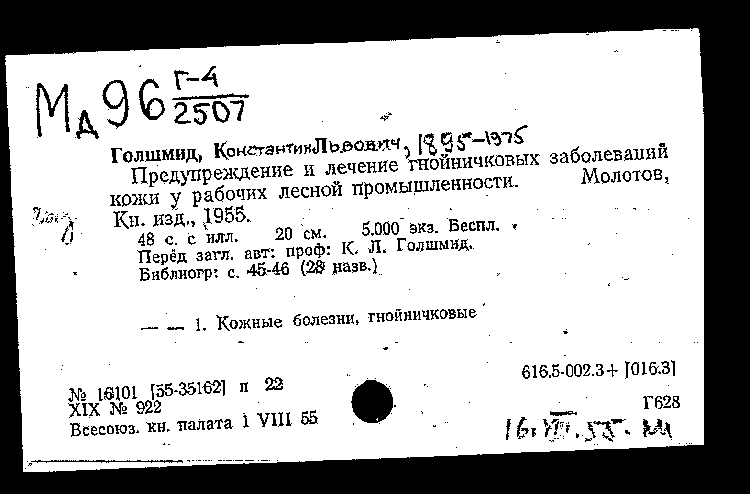 Мд 96 Г-4
2507
Голшмид, Константин Львович, 1895-1975
Предупреждение и лечение гнойничковых заболеваний
кожи у рабочих лесной промышленности. Молотов,
Кн. изд., 1955.
48 с. с илл. 20 см. 5.000 экз. Беспл.
Перед загл. авт: проф: К. Л. Голшмид.
Библиогр: с. 45-46 (28 назв.)
— — 1. Кожные болезни, гнойничковые
616.5-002.3+[016.3]
№ 16101 [55-35162] п 22
XIX № 922
Г628
Всесоюз. кн. палата 1 VIII 55
16. VIII. 55.